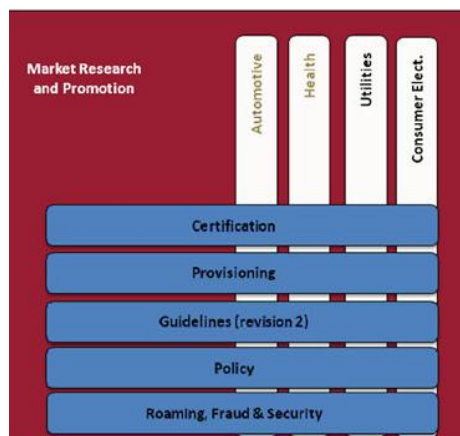 Market Research
and Promotion
Automotive
Health
Utilities
Consumer Elect.
Certification
Provisioning
Guidelines (revision 2)
Policy
Roaming, Fraud & Security